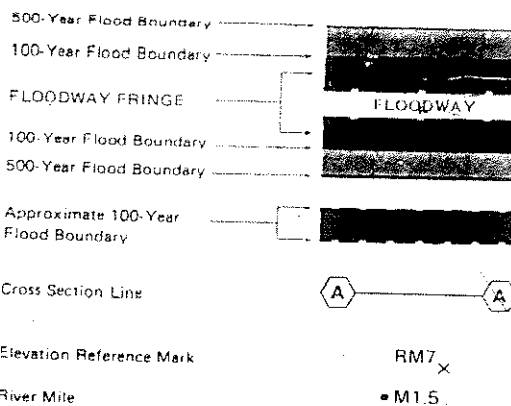 500-Year Flood Boundary
100-Year Flood Boundary
FLOODWAY FRINGE
FLOODWAY
100-Year Flood Boundary
500-Year Flood Boundary
Approximate 100-Year
Flood Boundary
Cross Section Line
A A
Elevation Reference Mark
RM7
River Mile
M1.5